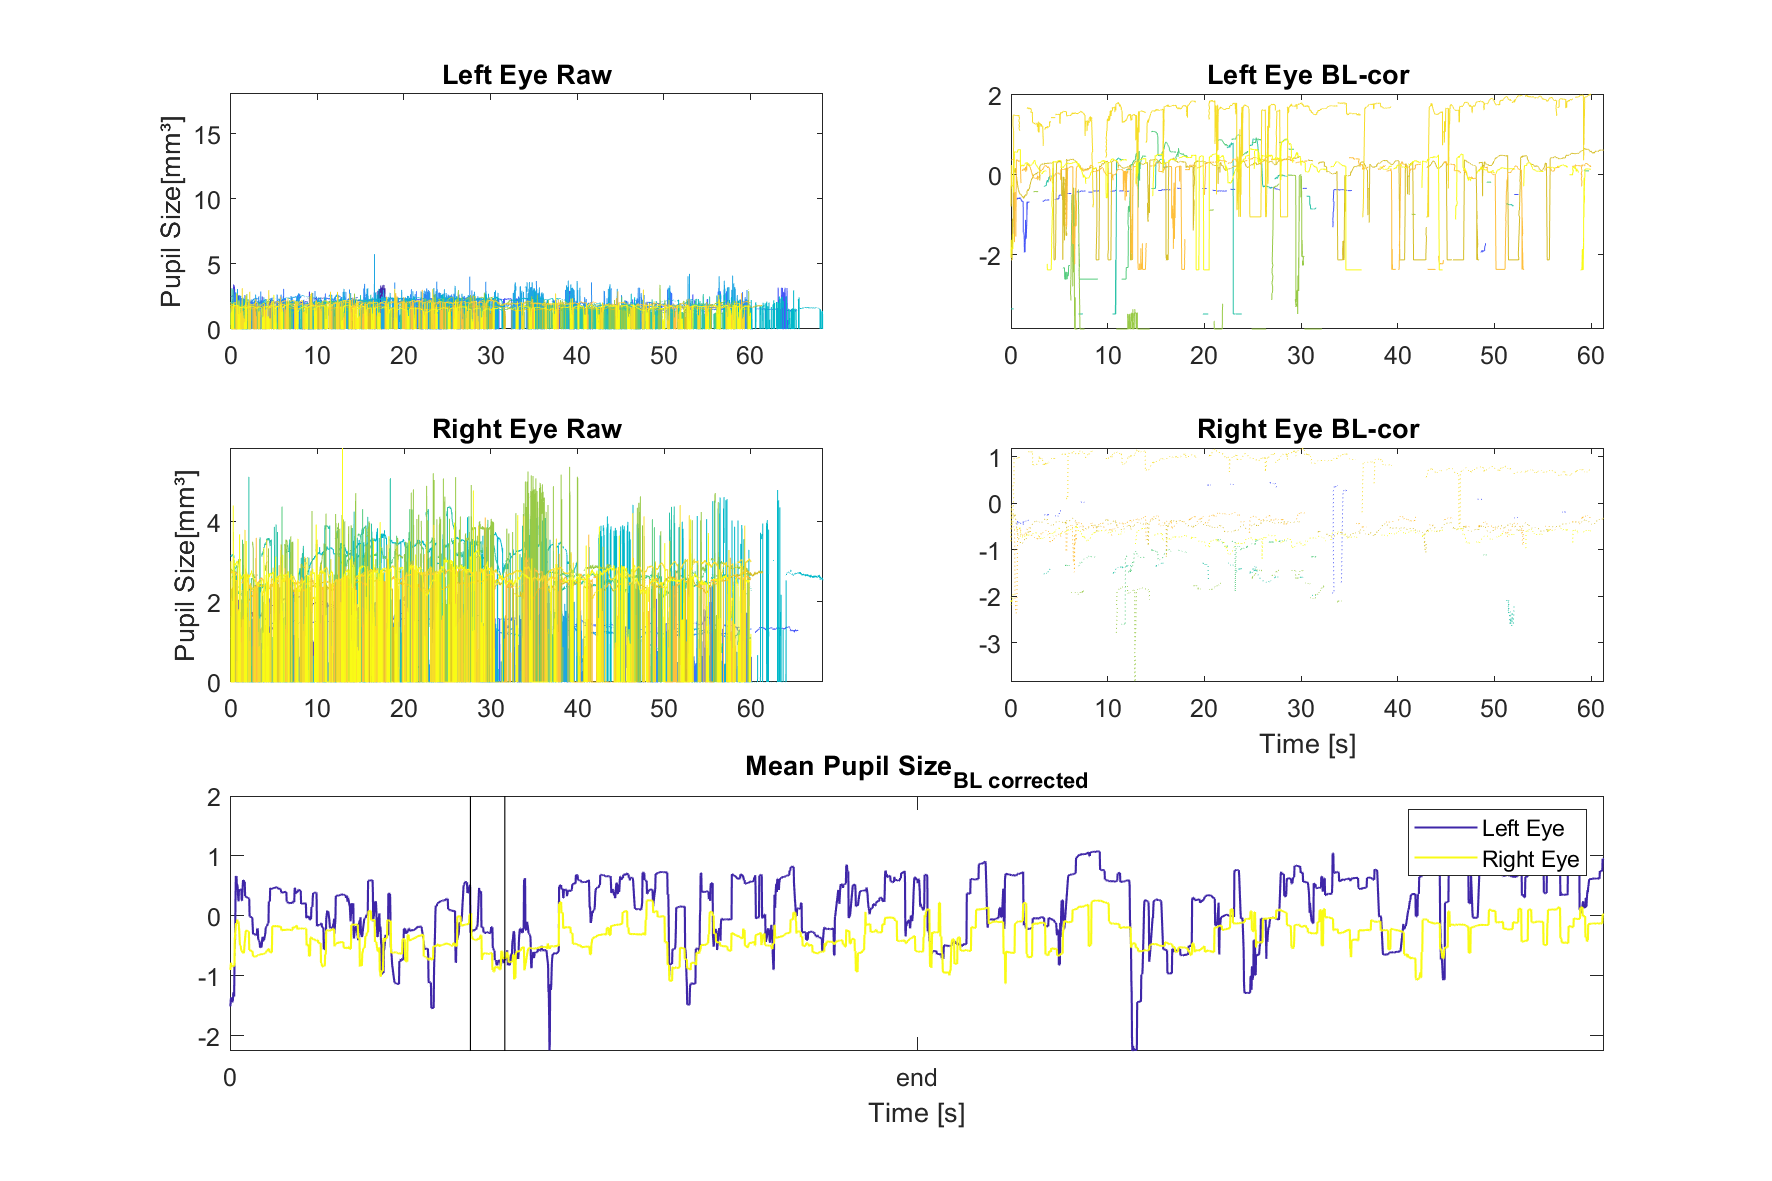 Left Eye Raw
Pupil Size[mm³]
15
10
5
0
0 10 20 30 40 50 60
Left Eye BL-cor
2
0
-2
0 10 20 30 40 50 60
Right Eye Raw
Pupil Size[mm³]
4
2
0
0 10 20 30 40 50 60
Right Eye BL-cor
1
0
-1
-2
-3
0 10 20 30 40 50 60
Time [s]
Mean Pupil Size BL corrected
2
1
0
-1
-2
Left Eye
Right Eye
0 end
Time [s]